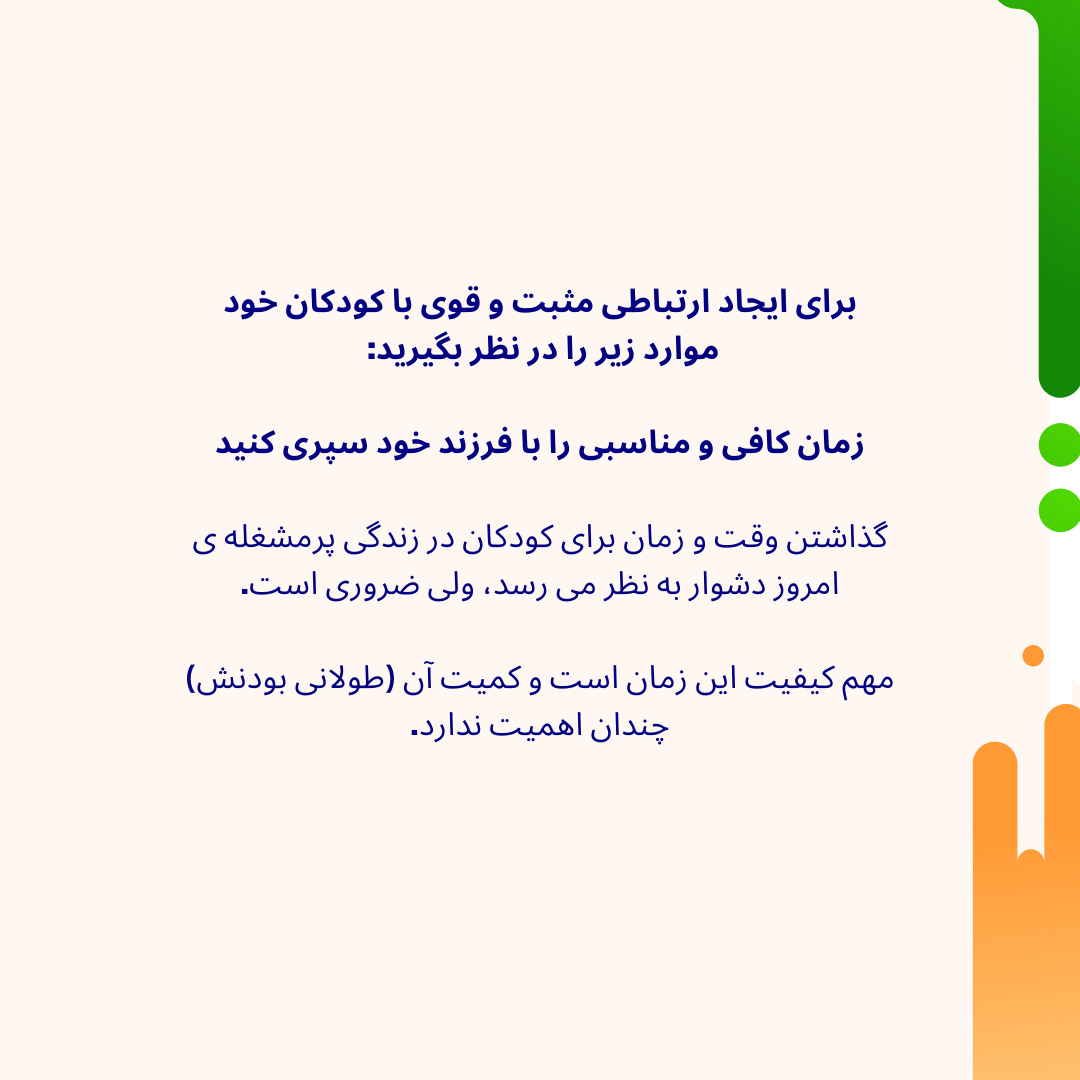 برای ایجاد ارتباطی مثبت و قوی با کودکان خود
موارد زیر را در نظر بگیرید:
زمان کافی و مناسبی را با فرزند خود سپری کنید
گذاشتن وقت و زمان برای کودکان در زندگی پرمشغله ی
امروز دشوار به نظر می رسد، ولی ضروری است.
مهم کیفیت این زمان است و کمیت آن (طولانی بودنش)
چندان اهمیت ندارد.